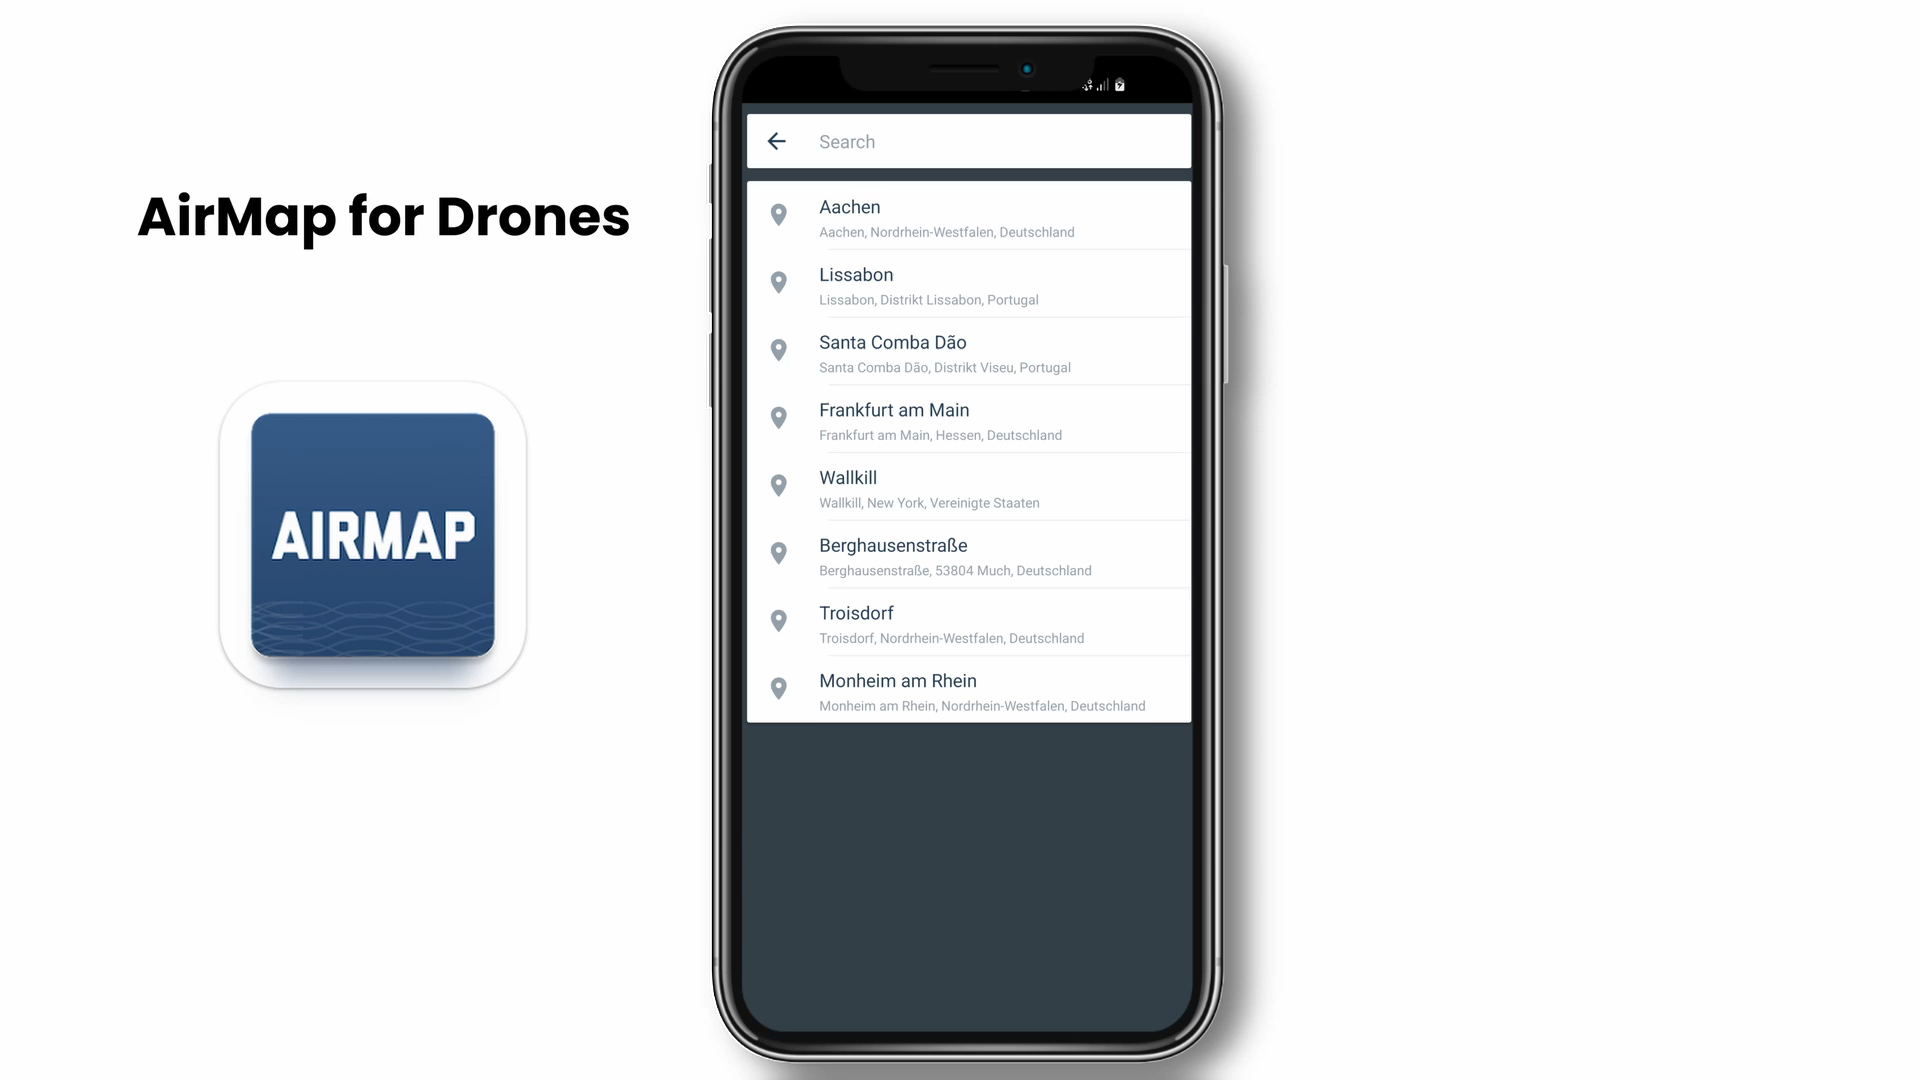 AirMap for Drones
AIRMAP
Search
Aachen
Aachen, Nordrhein-Westfalen, Deutschland
Lissabon
Lissabon, Distrikt Lissabon, Portugal
Santa Comba Dão
Santa Comba Dão, Distrikt Viseu, Portugal
Frankfurt am Main
Frankfurt am Main, Hessen, Deutschland
Wallkill
Wallkill, New York, Vereinigte Staaten
Berghausenstraße
Berghausenstraße, 53804 Much, Deutschland
Troisdorf
Troisdorf, Nordrhein-Westfalen, Deutschland
Monheim am Rhein
Monheim am Rhein, Nordrhein-Westfalen, Deutschland